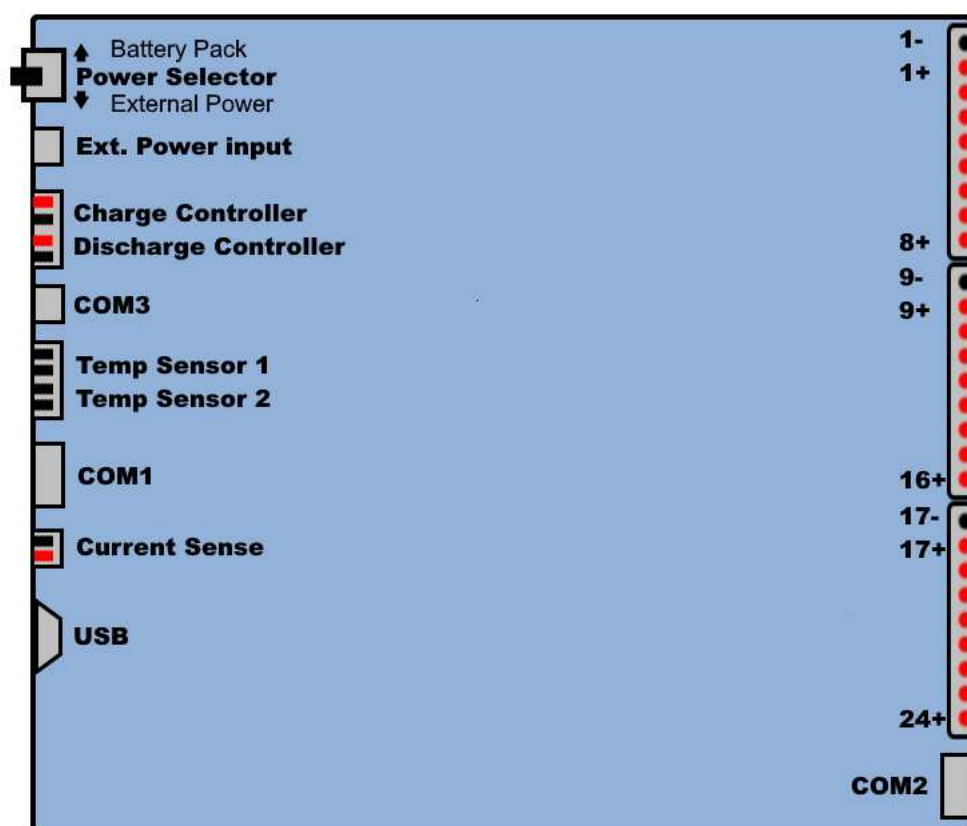 Battery Pack
Power Selector
External Power
Ext. Power input
Charge Controller
Discharge Controller
COM3
Temp Sensor 1
Temp Sensor 2
COM1
Current Sense
USB
1-
1+
8+
9-
9+
16+
17-
17+
24+
COM2